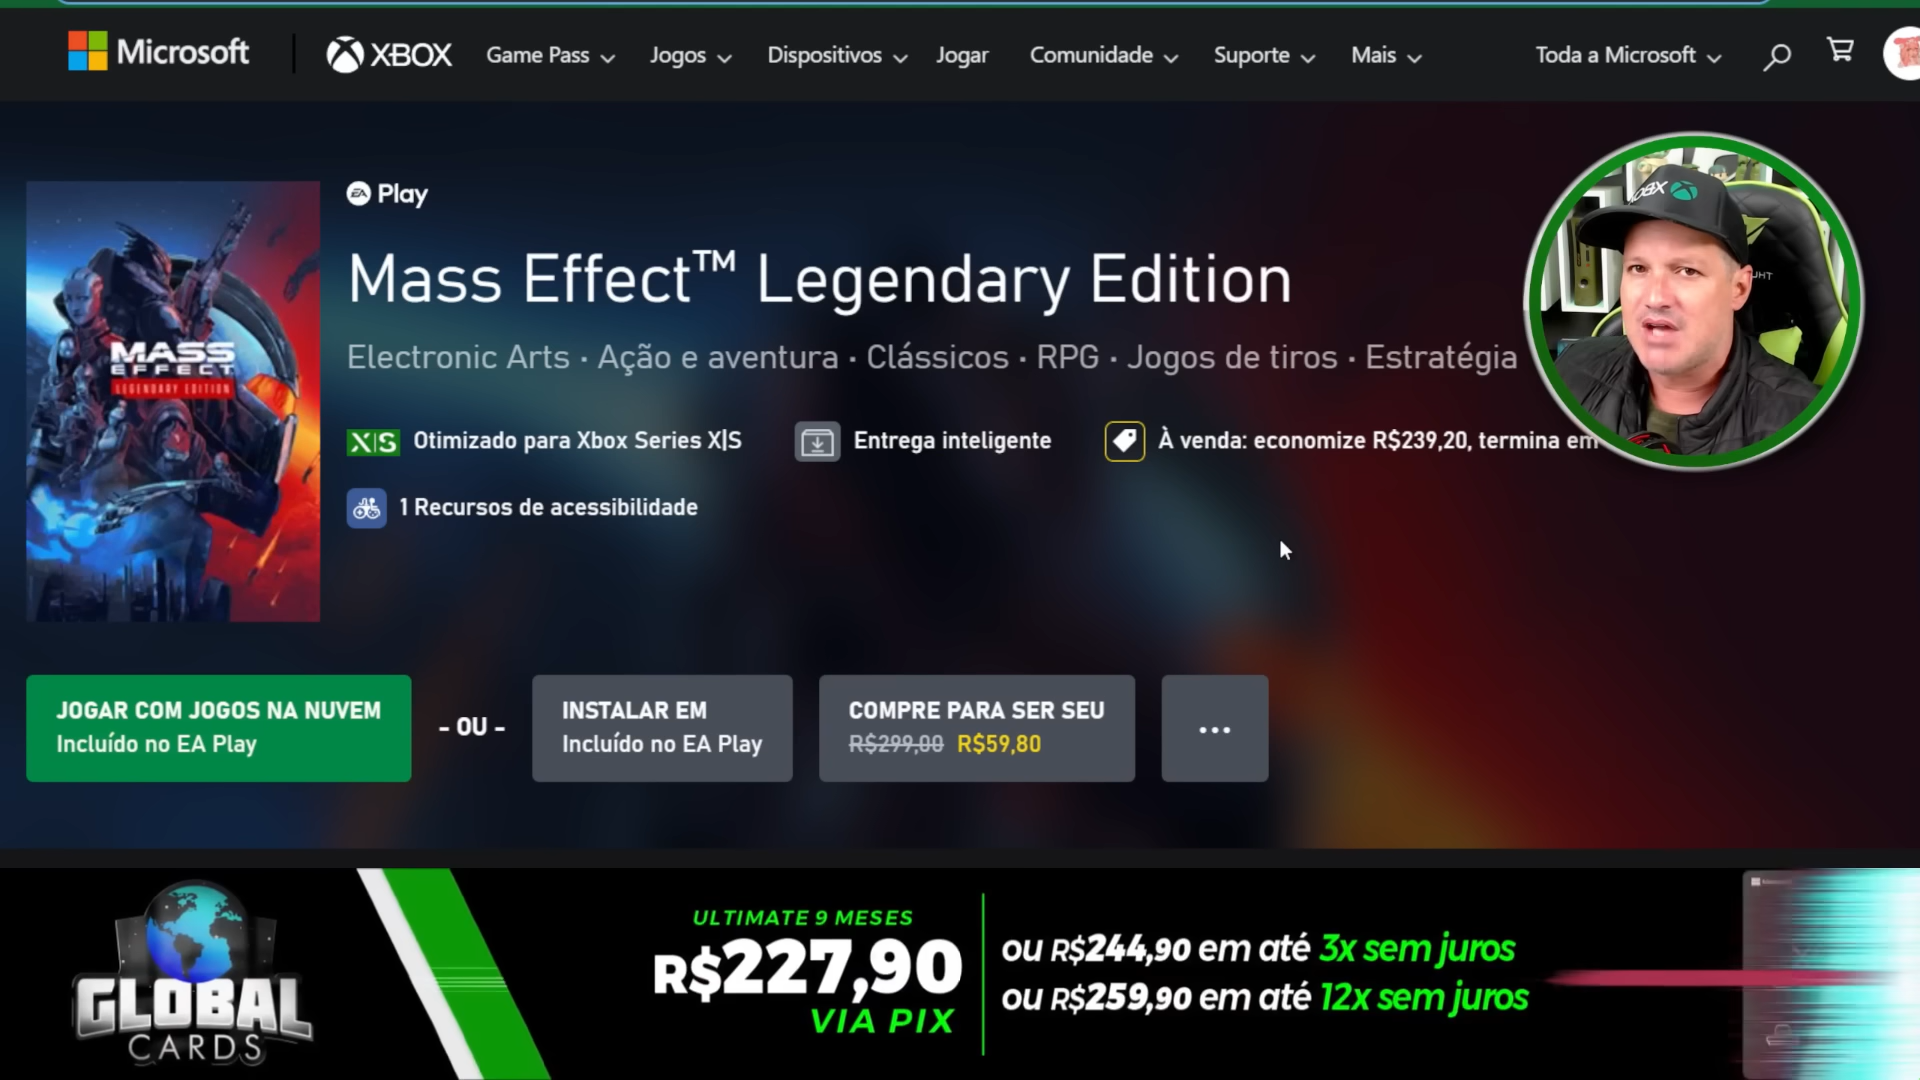 Microsoft
XBOX
Game Pass
Jogos
Dispositivos
Jogar
Comunidade
Suporte
Mais
Toda a Microsoft
EA Play
Mass Effect™ Legendary Edition
Electronic Arts · Ação e aventura · Clássicos · RPG · Jogos de tiros · Estratégia
MASS
EFFECT
LEGENDARY EDITION
X|S Otimizado para Xbox Series X|S
Entrega inteligente
À venda: economize R$239,20, termina em
1 Recursos de acessibilidade
JOGAR COM JOGOS NA NUVEM
Incluído no EA Play
- OU -
INSTALAR EM
Incluído no EA Play
COMPRE PARA SER SEU
R$299,00 R$59,80
...
GLOBAL
CARDS
ULTIMATE 9 MESES
R$227,90
VIA PIX
ou R$244,90 em até 3x sem juros
ou R$259,90 em até 12x sem juros